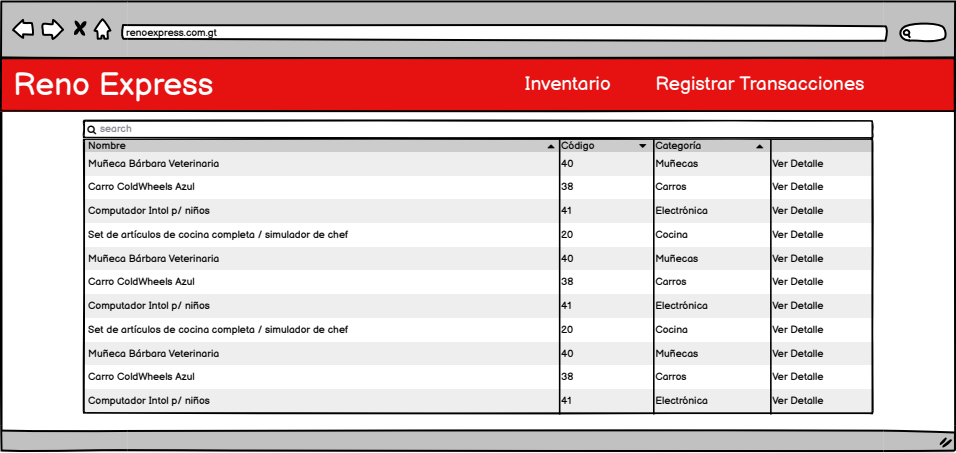 renoexpress.com.gt
Reno Express Inventario Registrar Transacciones
search
Nombre Código Categoría
Muñeca Bárbara Veterinaria 40 Muñecas Ver Detalle
Carro ColdWheels Azul 38 Carros Ver Detalle
Computador Intol p/ niños 41 Electrónica Ver Detalle
Set de artículos de cocina completa / simulador de chef 20 Cocina Ver Detalle
Muñeca Bárbara Veterinaria 40 Muñecas Ver Detalle
Carro ColdWheels Azul 38 Carros Ver Detalle
Computador Intol p/ niños 41 Electrónica Ver Detalle
Set de artículos de cocina completa / simulador de chef 20 Cocina Ver Detalle
Muñeca Bárbara Veterinaria 40 Muñecas Ver Detalle
Carro ColdWheels Azul 38 Carros Ver Detalle
Computador Intol p/ niños 41 Electrónica Ver Detalle